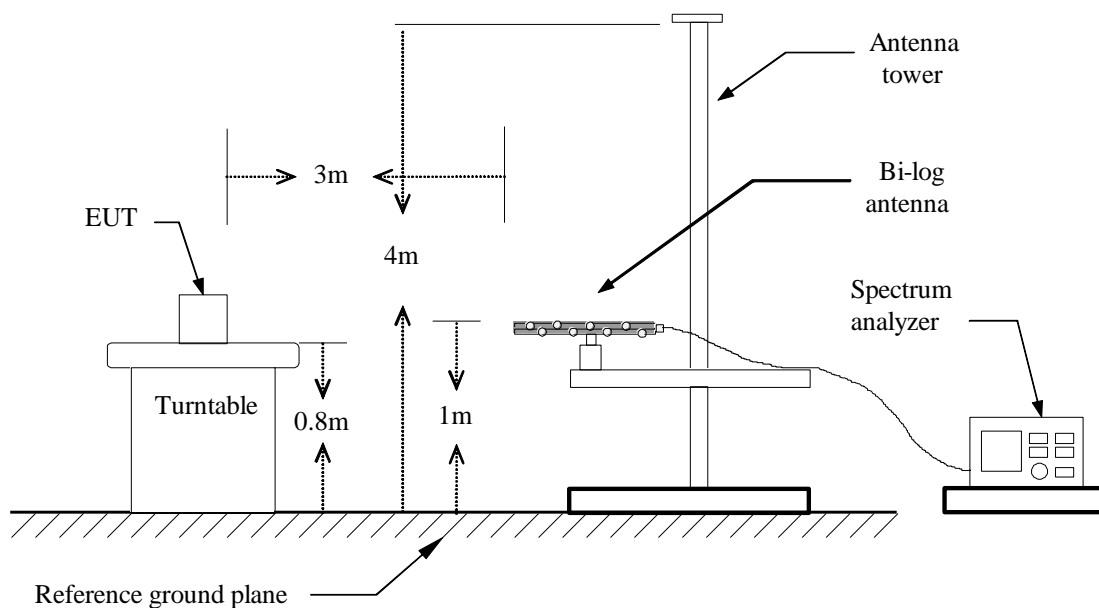 Antenna
tower
3m
Bi-log
antenna
EUT
4m
Spectrum
analyzer
Turntable
0.8m
1m
Reference ground plane